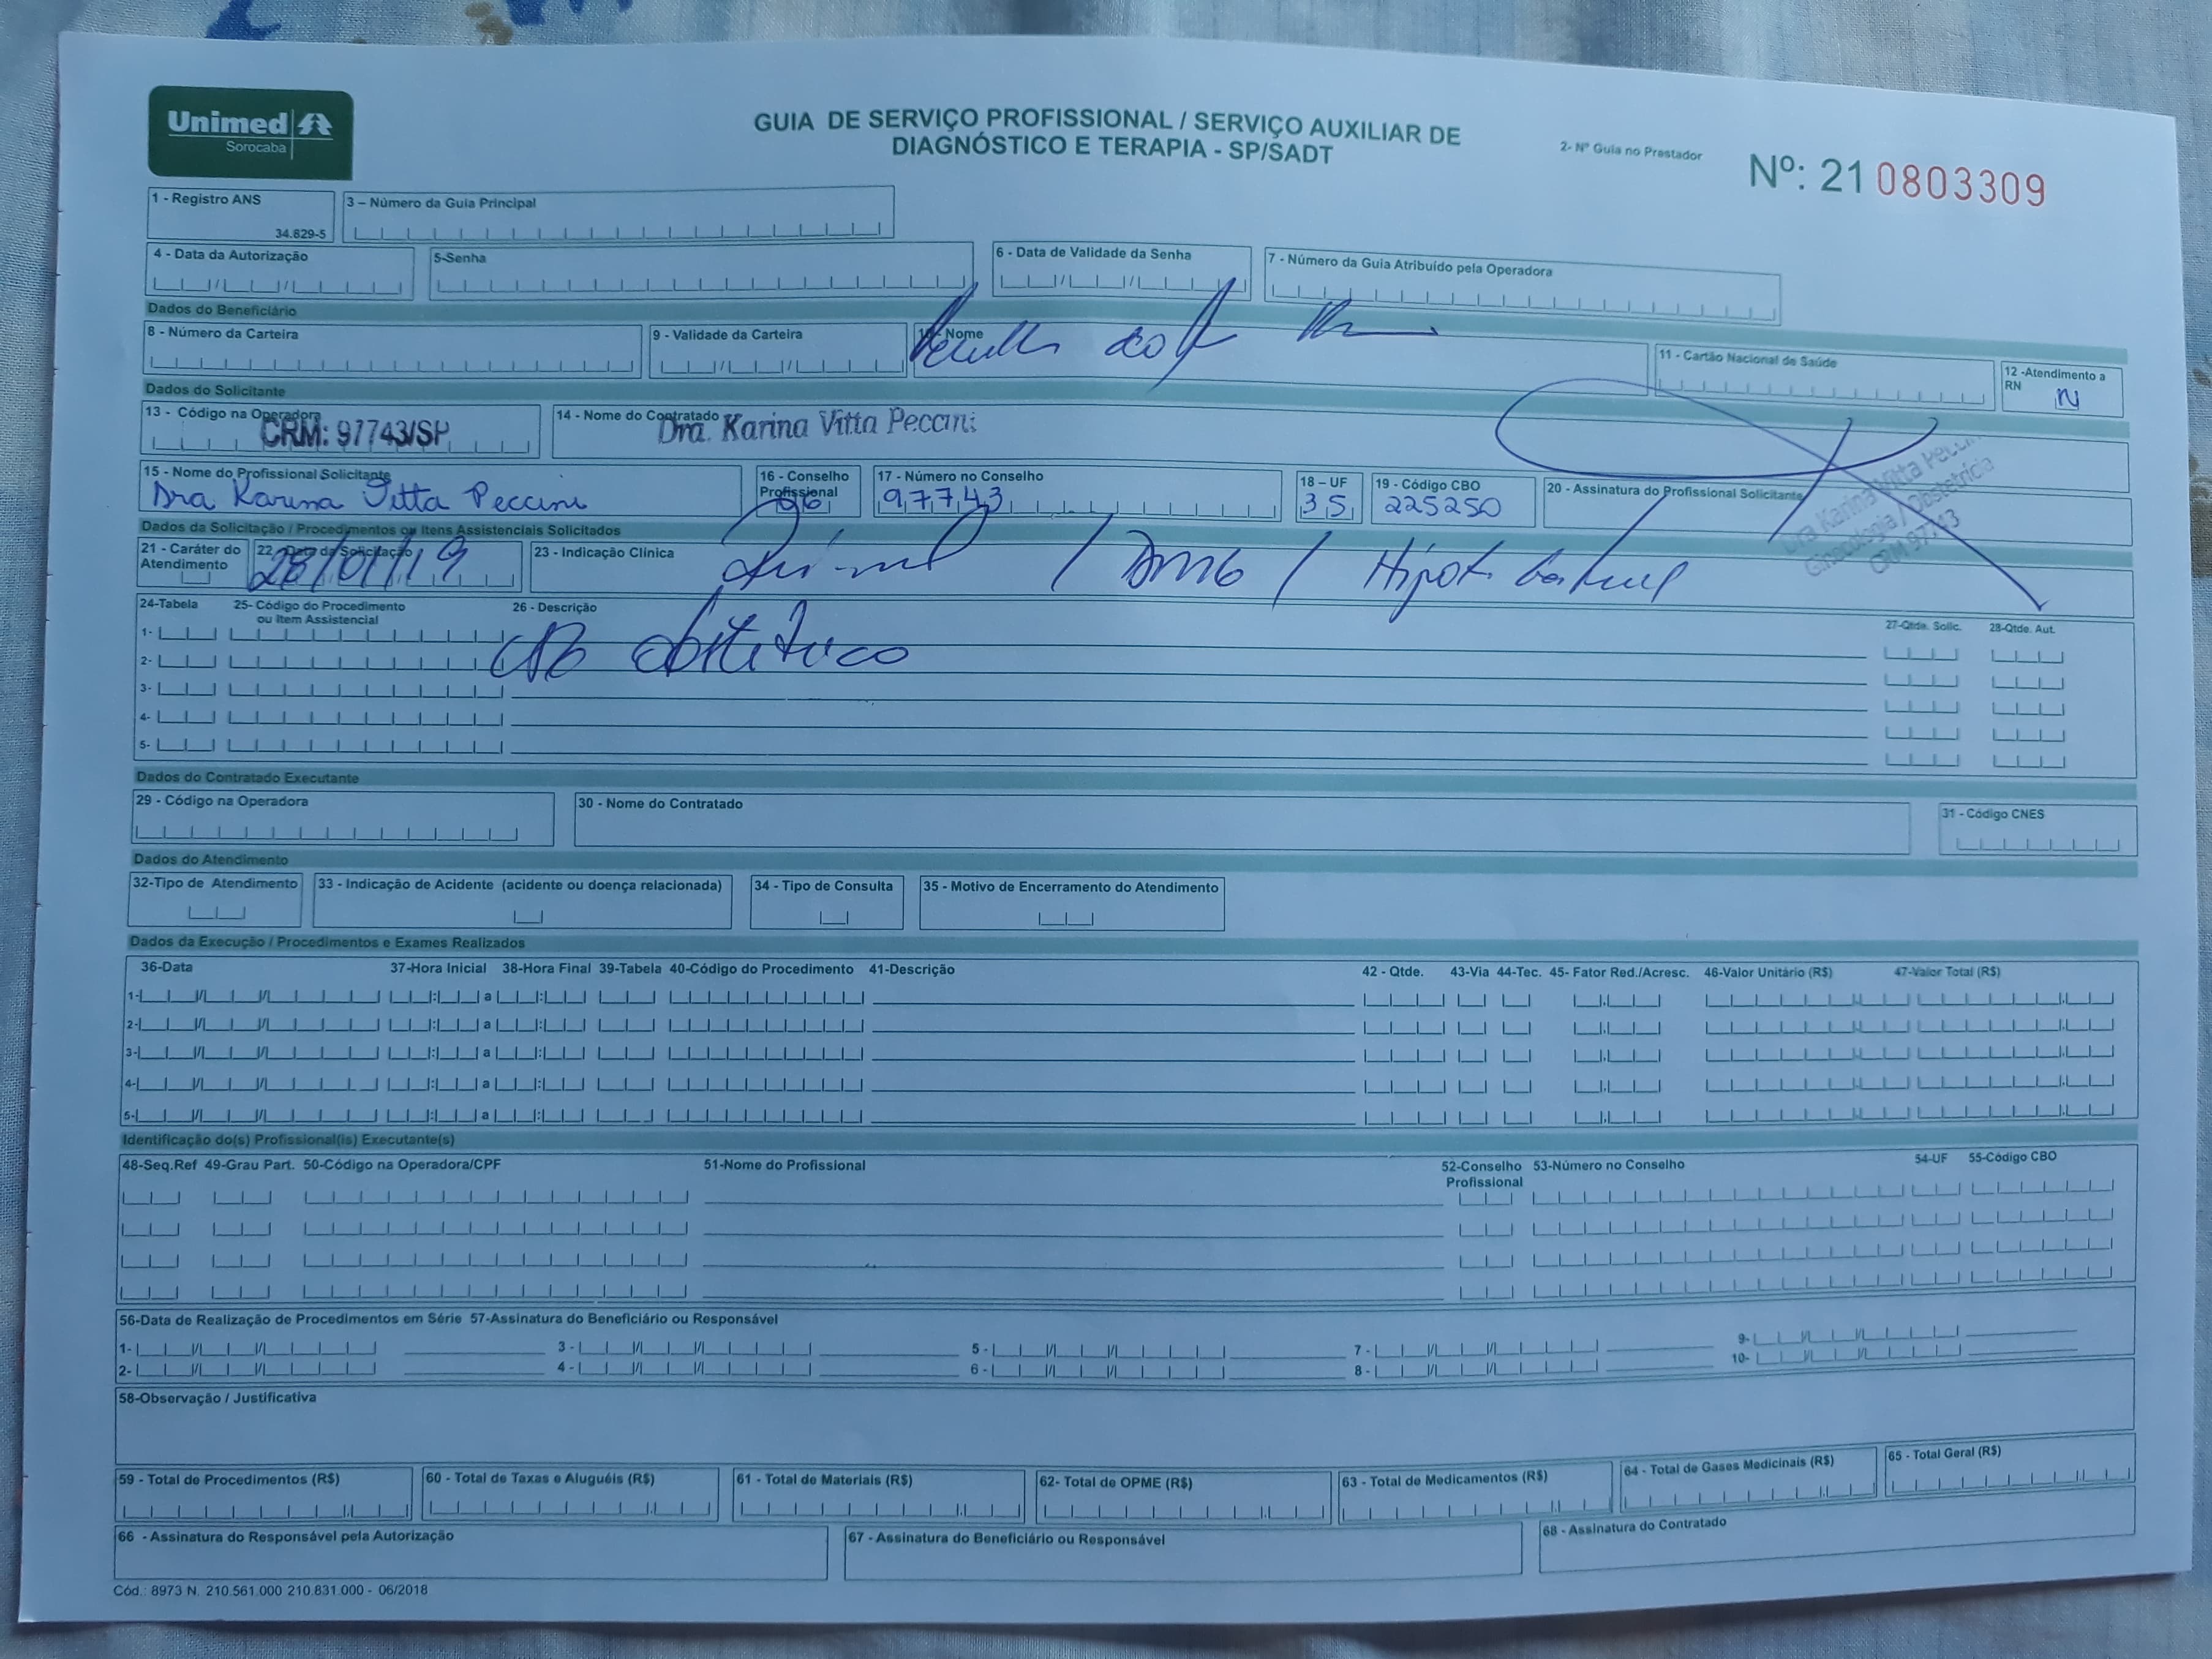 Unimed
Sorocaba
GUIA DE SERVIÇO PROFISSIONAL / SERVIÇO AUXILIAR DE
DIAGNÓSTICO E TERAPIA - SP/SADT
2- Nº Guia no Prestador
Nº: 21 0803309
1 - Registro ANS
34.629-5
3 – Número da Guia Principal
4 - Data da Autorização
5-Senha
6 - Data de Validade da Senha
7 - Número da Guia Atribuído pela Operadora
Dados do Beneficiário
8 - Número da Carteira
9 - Validade da Carteira
10- Nome
11 - Cartão Nacional de Saúde
12 -Atendimento a
RN
N
Dados do Solicitante
13 - Código na Operadora
CRM: 97743/SP
14 - Nome do Contratado
Dra. Karina Vitta Peccini
15 - Nome do Profissional Solicitante
Dra Karina Vitta Peccini
16 - Conselho
Profissional
06
17 - Número no Conselho
97743
18 – UF
35
19 - Código CBO
225250
20 - Assinatura do Profissional Solicitante
Dra Karina Vitta Peccini
Ginecologia / Obstetrícia
CRM 97743
Dados da Solicitação / Procedimentos ou Itens Assistenciais Solicitados
21 - Caráter do
Atendimento
22 - Data da Solicitação
28/01/19
23 - Indicação Clínica
/ DMG /
24-Tabela
25- Código do Procedimento
ou Item Assistencial
26 - Descrição
27-Qtde. Solic.
28-Qtde. Aut.
1-
2-
obstetrico
3-
4-
5-
Dados do Contratado Executante
29 - Código na Operadora
30 - Nome do Contratado
31 - Código CNES
Dados do Atendimento
32-Tipo de Atendimento
33 - Indicação de Acidente (acidente ou doença relacionada)
34 - Tipo de Consulta
35 - Motivo de Encerramento do Atendimento
Dados da Execução / Procedimentos e Exames Realizados
36-Data 37-Hora Inicial 38-Hora Final 39-Tabela 40-Código do Procedimento 41-Descrição 42 - Qtde. 43-Via 44-Tec. 45- Fator Red./Acresc. 46-Valor Unitário (R$) 47-Valor Total (R$)
1- a
2- a
3- a
4- a
5- a
Identificação do(s) Profissional(is) Executante(s)
48-Seq.Ref 49-Grau Part. 50-Código na Operadora/CPF 51-Nome do Profissional 52-Conselho 53-Número no Conselho 54-UF 55-Código CBO
Profissional
56-Data de Realização de Procedimentos em Série 57-Assinatura do Beneficiário ou Responsável
1- 3 - 5 - 7 - 9-
2- 4 - 6 - 8 - 10-
58-Observação / Justificativa
59 - Total de Procedimentos (R$)
60 - Total de Taxas e Aluguéis (R$)
61 - Total de Materiais (R$)
62- Total de OPME (R$)
63 - Total de Medicamentos (R$)
64 - Total de Gases Medicinais (R$)
65 - Total Geral (R$)
66 - Assinatura do Responsável pela Autorização
67 - Assinatura do Beneficiário ou Responsável
68 - Assinatura do Contratado
Cód.: 8973 N. 210.561.000 210.831.000 - 06/2018